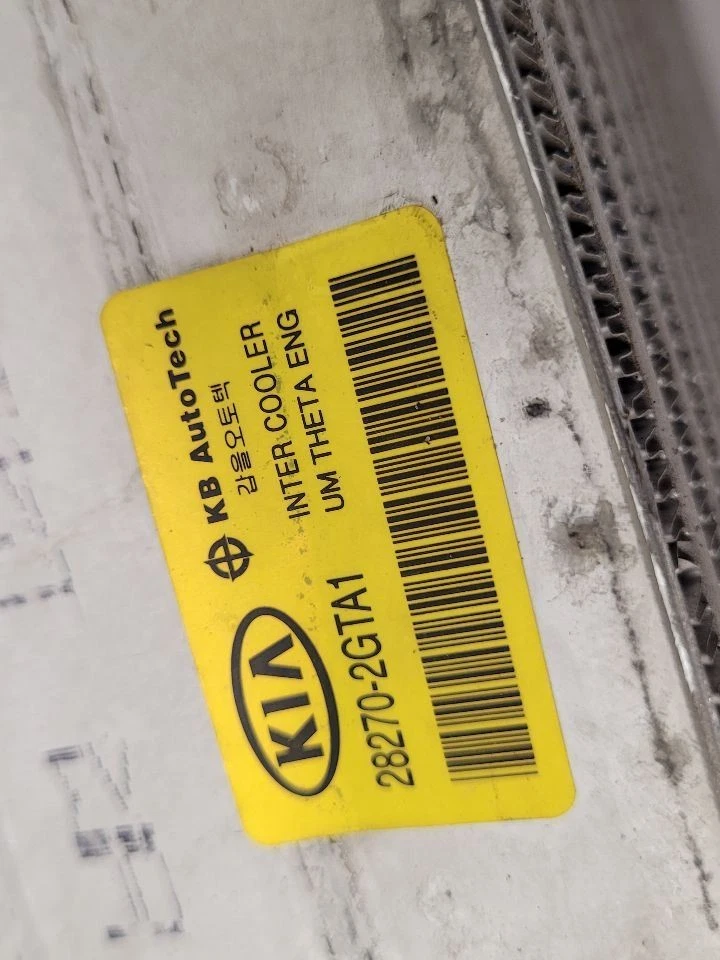 KB AutoTech
갑을오토텍
INTER COOLER
UM THETA ENG
KIA
28270-2GTA1